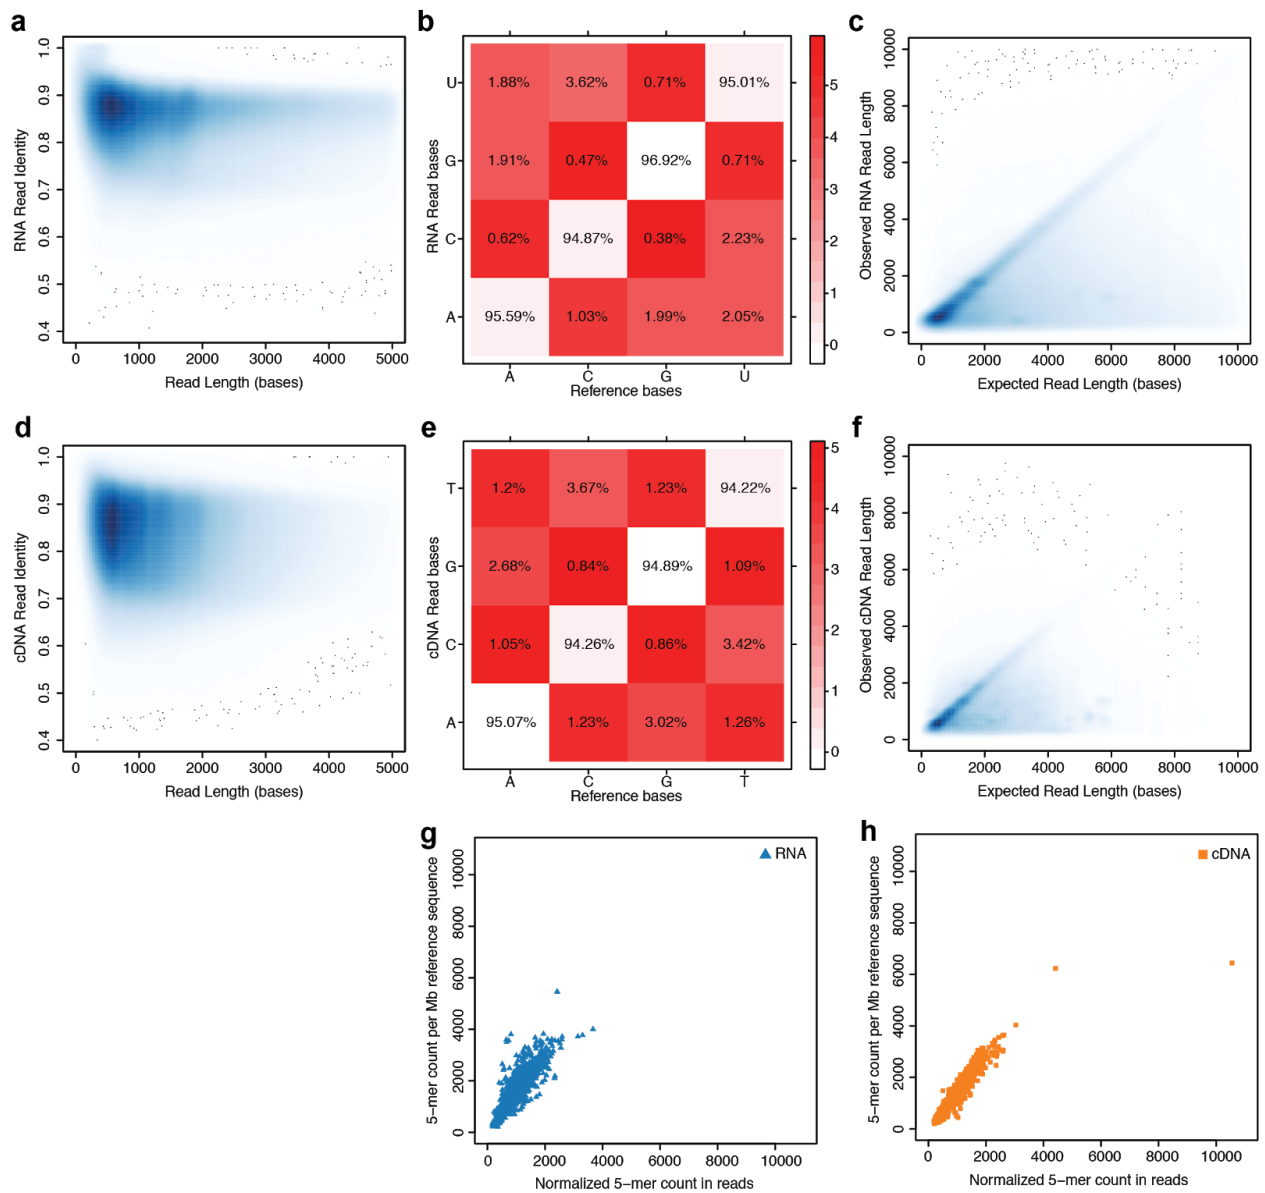 a
RNA Read Identity
1.0
0.9
0.8
0.7
0.6
0.5
0.4
0 1000 2000 3000 4000 5000
Read Length (bases)
b
RNA Read bases
U 1.88% 3.62% 0.71% 95.01%
G 1.91% 0.47% 96.92% 0.71%
C 0.62% 94.87% 0.38% 2.23%
A 95.59% 1.03% 1.99% 2.05%
A C G U
Reference bases
5
4
3
2
1
0
c
Observed RNA Read Length
10000
8000
6000
4000
2000
0
0 2000 4000 6000 8000 10000
Expected Read Length (bases)
d
cDNA Read Identity
1.0
0.9
0.8
0.7
0.6
0.5
0.4
0 1000 2000 3000 4000 5000
Read Length (bases)
e
cDNA Read bases
T 1.2% 3.67% 1.23% 94.22%
G 2.68% 0.84% 94.89% 1.09%
C 1.05% 94.26% 0.86% 3.42%
A 95.07% 1.23% 3.02% 1.26%
A C G T
Reference bases
5
4
3
2
1
0
f
Observed cDNA Read Length
10000
8000
6000
4000
2000
0
0 2000 4000 6000 8000 10000
Expected Read Length (bases)
g
RNA
5−mer count per Mb reference sequence
10000
8000
6000
4000
2000
0
0 2000 4000 6000 8000 10000
Normalized 5−mer count in reads
h
cDNA
5−mer count per Mb reference sequence
10000
8000
6000
4000
2000
0
0 2000 4000 6000 8000 10000
Normalized 5−mer count in reads